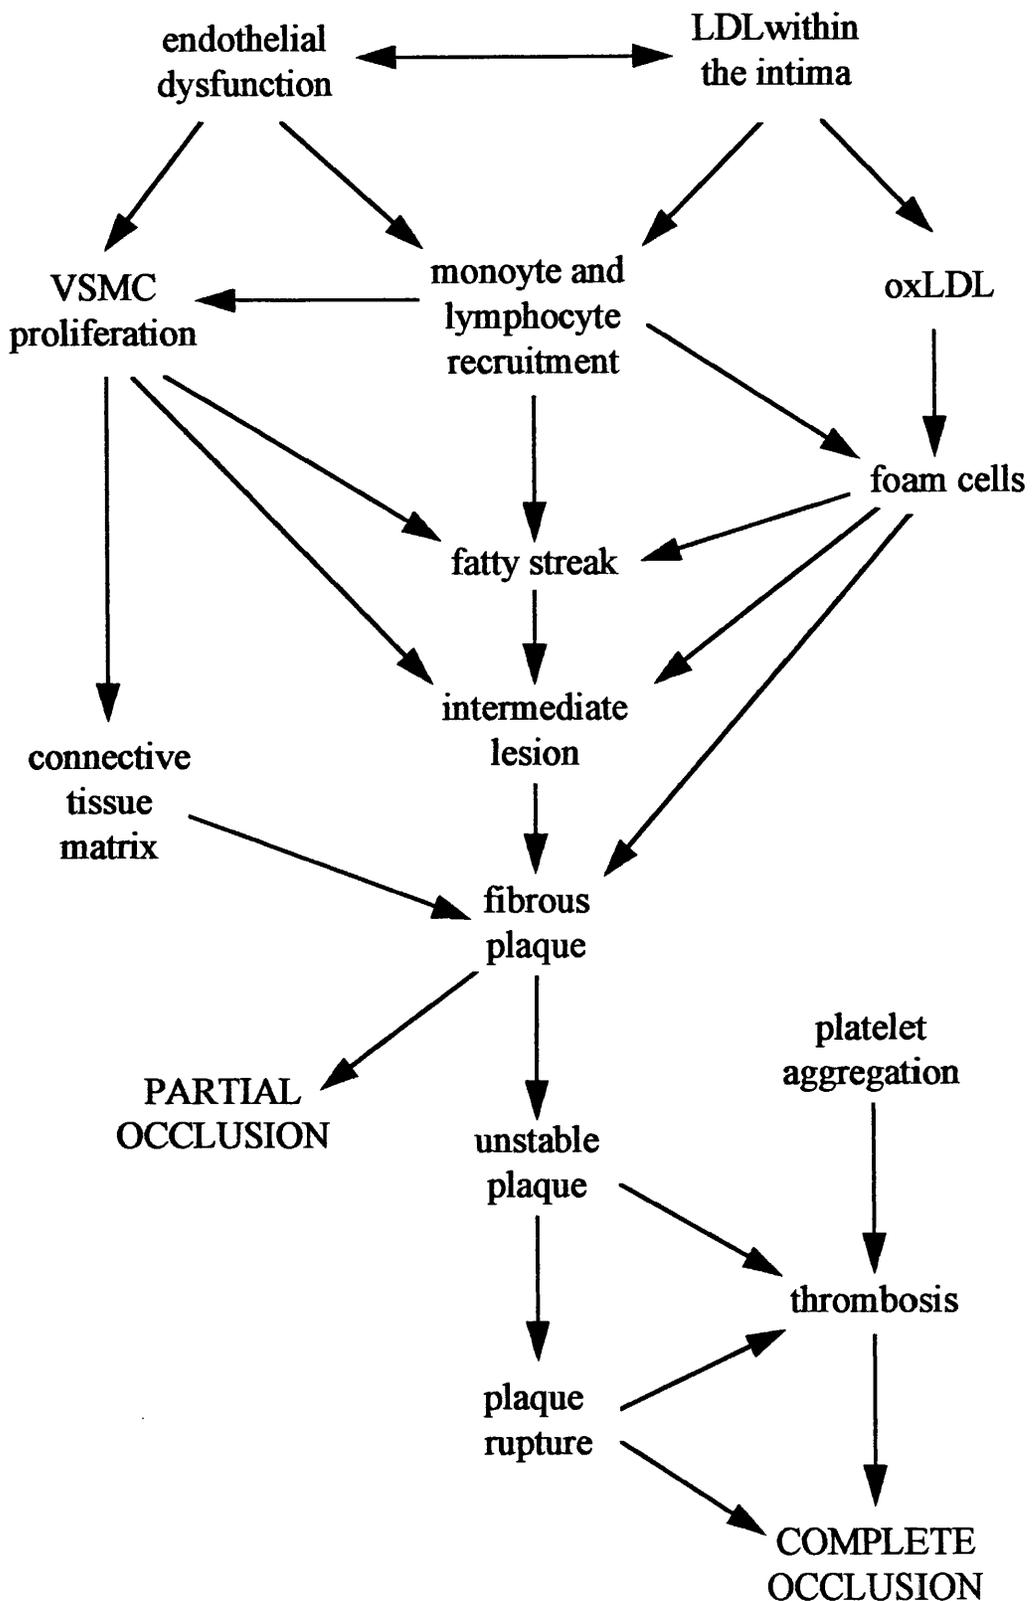 endothelial
dysfunction
LDLwithin
the intima
VSMC
proliferation
monoyte and
lymphocyte
recruitment
oxLDL
foam cells
fatty streak
intermediate
lesion
connective
tissue
matrix
fibrous
plaque
platelet
aggregation
PARTIAL
OCCLUSION
unstable
plaque
thrombosis
plaque
rupture
COMPLETE
OCCLUSION